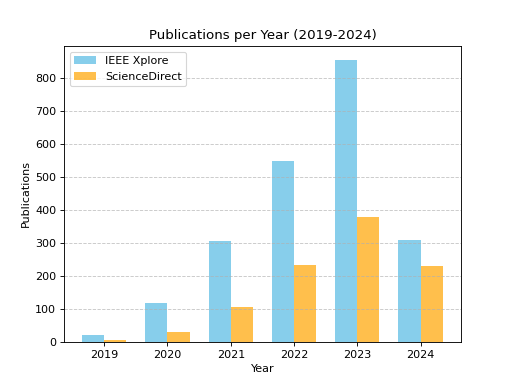 Publications per Year (2019-2024)
IEEE Xplore
ScienceDirect
800
700
600
500
400
300
200
100
0
Publications
2019 2020 2021 2022 2023 2024
Year